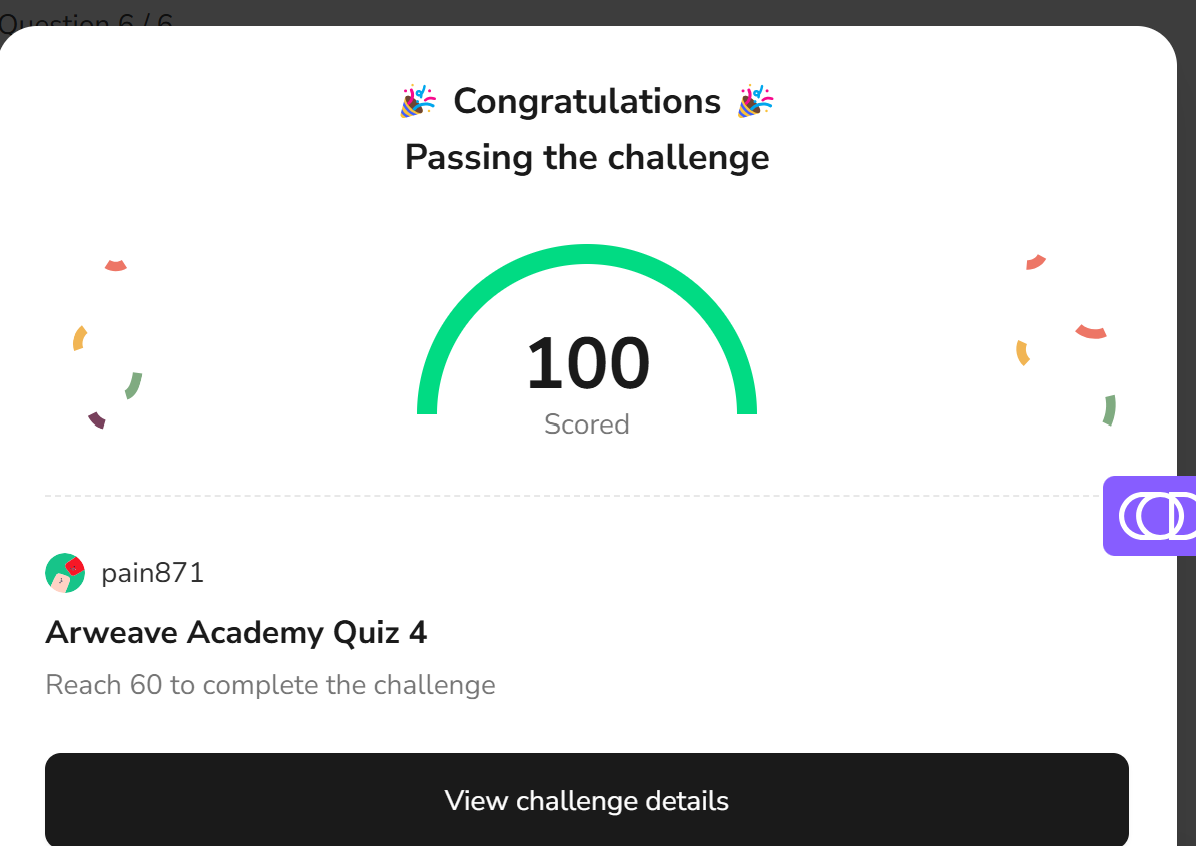 Question 6 / 6
🎉 Congratulations 🎉
Passing the challenge
100
Scored
pain871
Arweave Academy Quiz 4
Reach 60 to complete the challenge
View challenge details